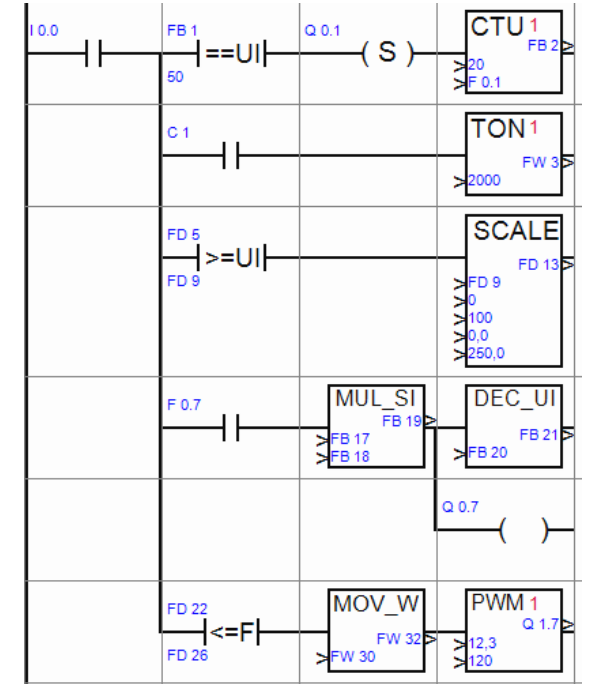 I 0.0 FB 1 Q 0.1 CTU 1
==UI ( S ) FB 2
50 20
F 0.1
C 1 TON 1
FW 3
2000
FD 5 SCALE
>=UI FD 13
FD 9 FD 9
0
100
0,0
250,0
F 0.7 MUL_SI DEC_UI
FB 19 FB 21
FB 17 FB 20
FB 18
Q 0.7
( )
FD 22 MOV_W PWM 1
<=F FW 32 Q 1.7
FD 26 FW 30 12,3
120